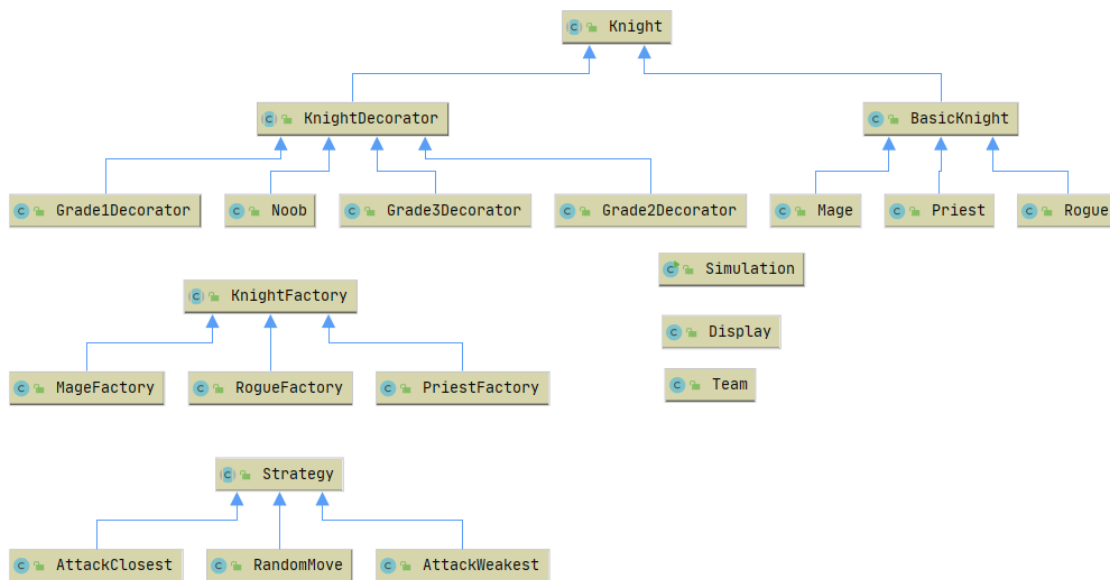 Knight
KnightDecorator
BasicKnight
Grade1Decorator
Noob
Grade3Decorator
Grade2Decorator
Mage
Priest
Rogue
Simulation
KnightFactory
Display
MageFactory
RogueFactory
PriestFactory
Team
Strategy
AttackClosest
RandomMove
AttackWeakest